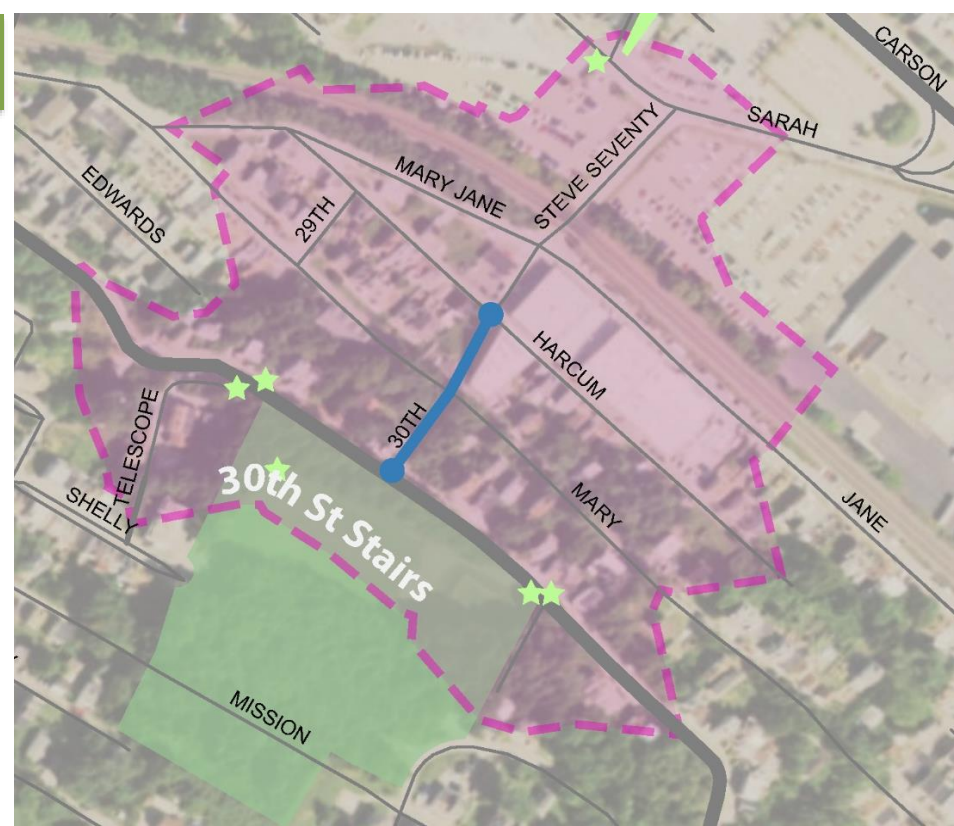 CARSON
SARAH
STEVE SEVENTY
MARY JANE
EDWARDS
29TH
HARCUM
30TH
TELESCOPE
30th St Stairs
SHELLY
MARY
JANE
MISSION